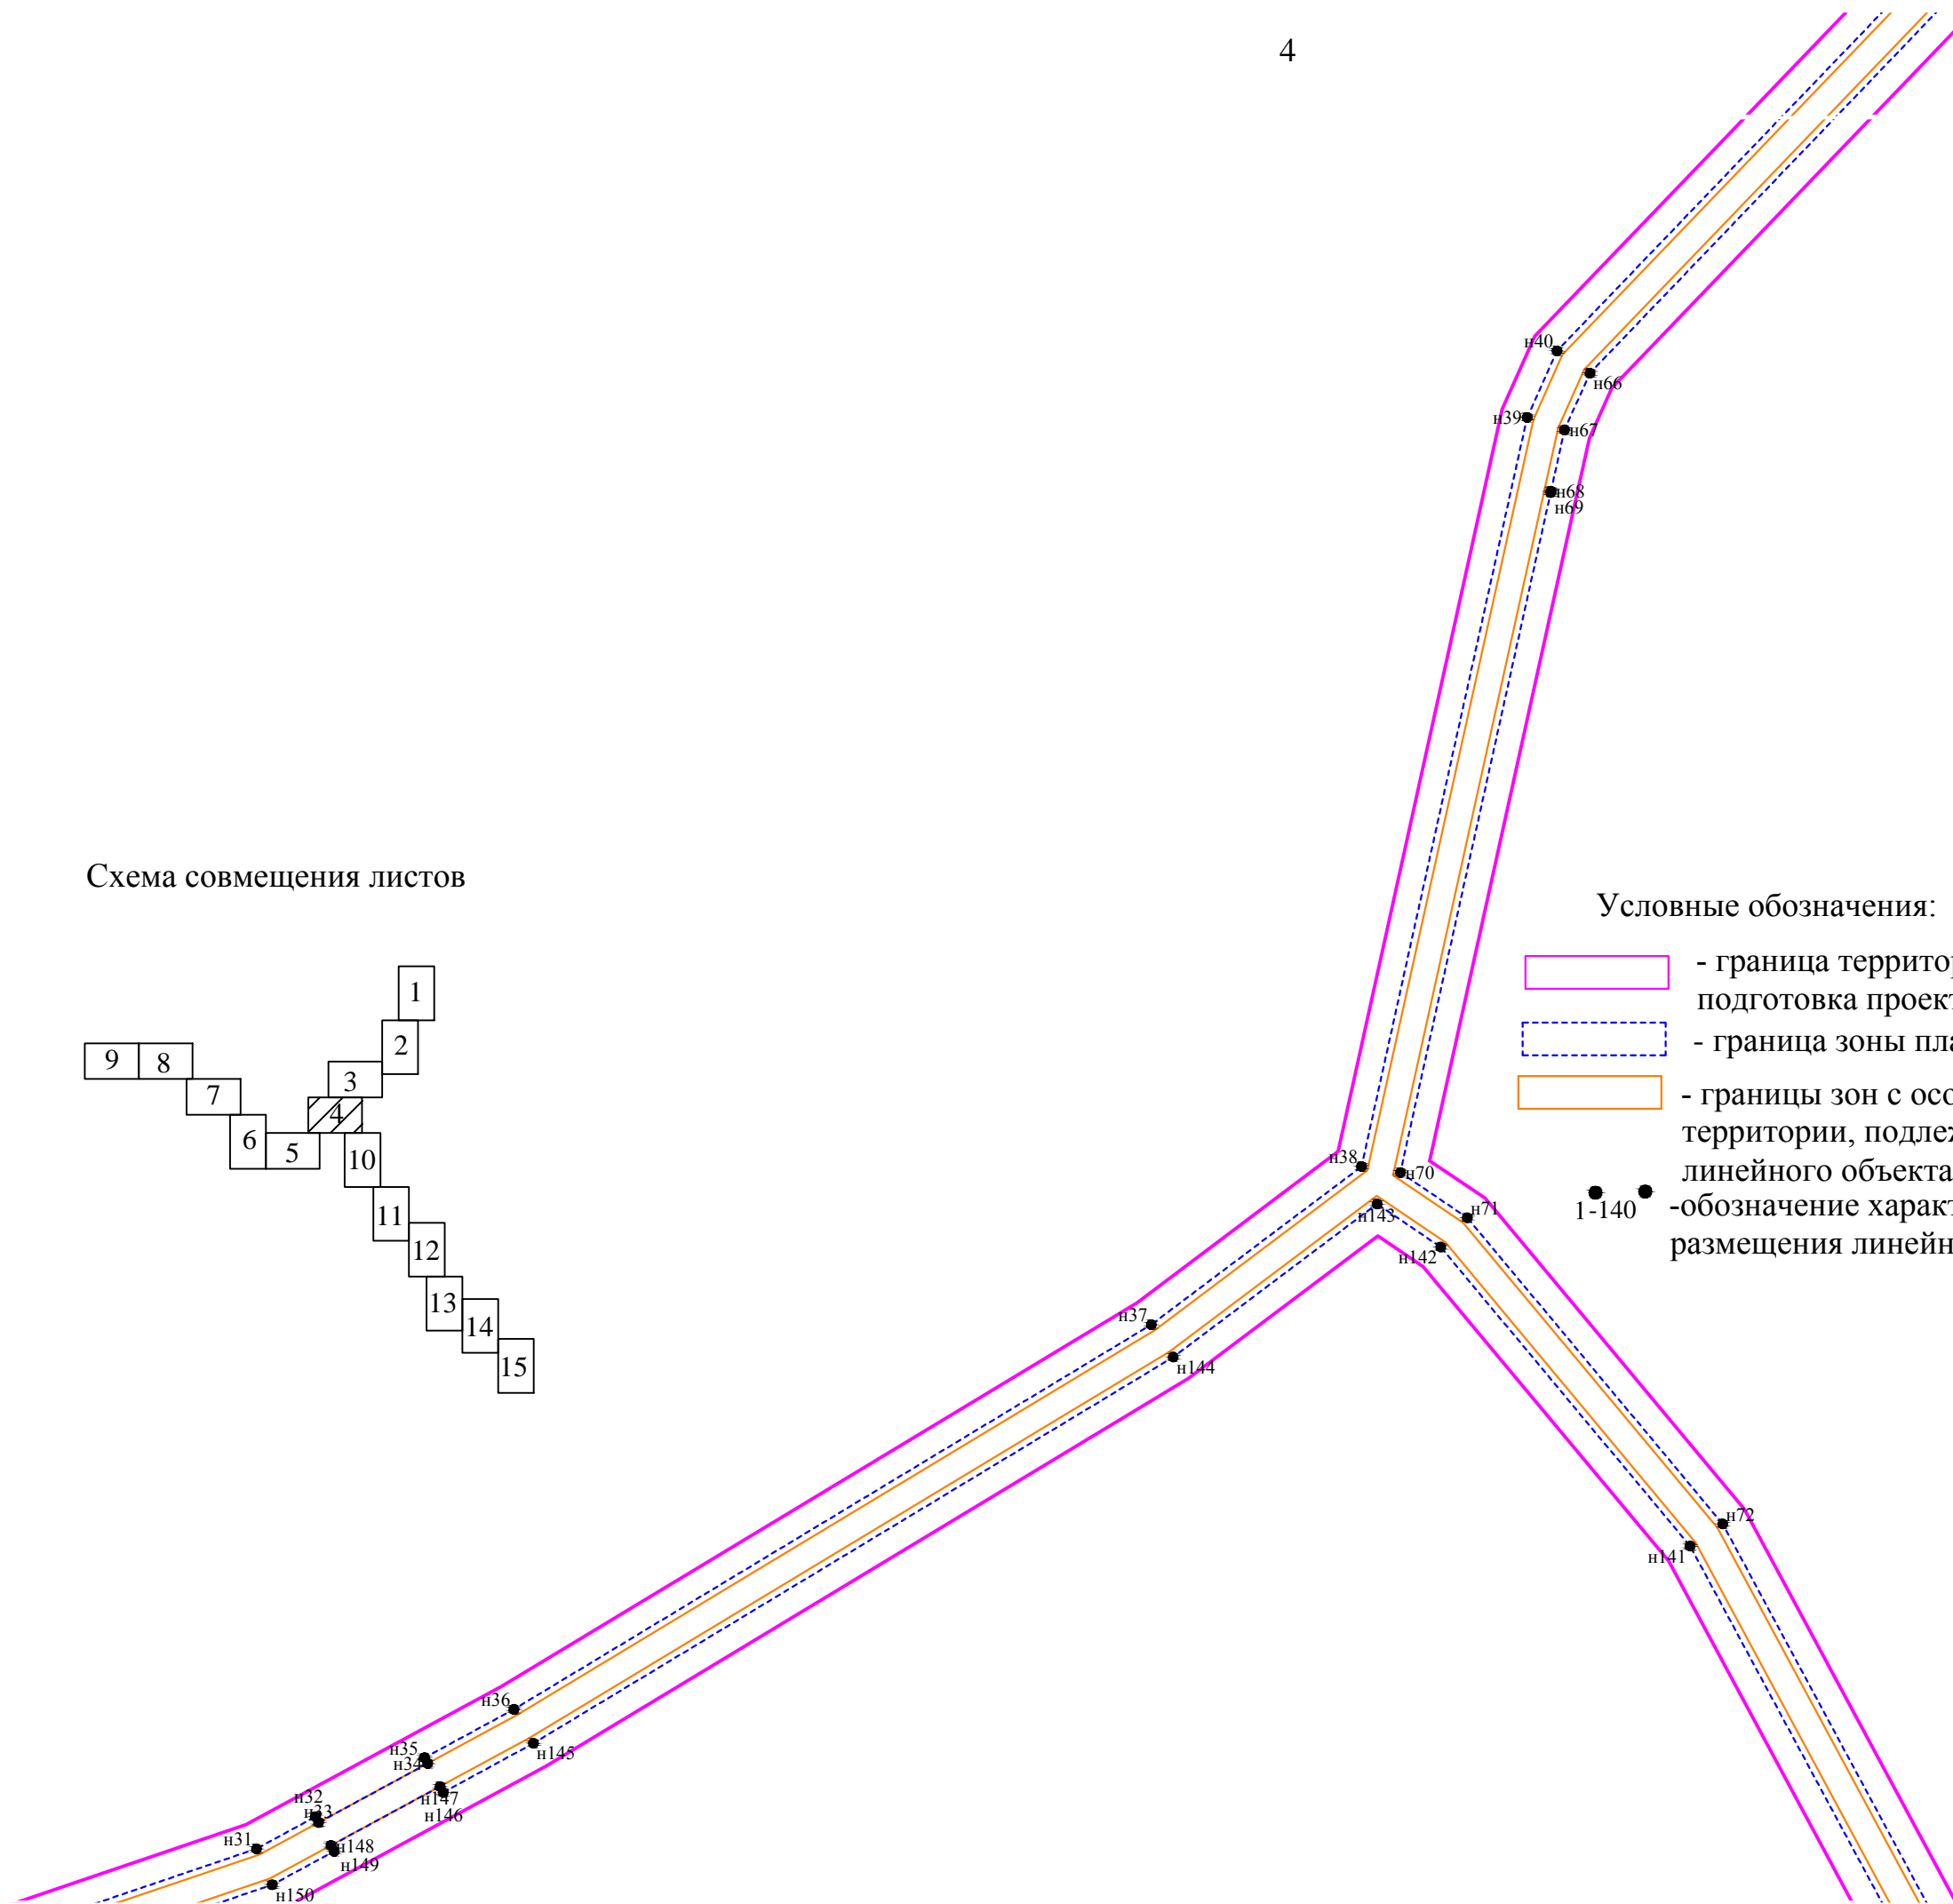 4
н40
н66
н39
н67
н68
н69
Схема совмещения листов
Условные обозначения:
- граница территор
подготовка проект
- граница зоны пла
- границы зон с осо
территории, подлеж
линейного объекта
1-140
-обозначение характ
размещения линейн
1
2
9 8
3
7
4
6
5
10
11
12
13
14
15
н38
н70
н143
н71
н142
н37
н144
н72
н141
н36
н35
н34
н145
н147
н146
н32
н33
н31
н148
н149
н150